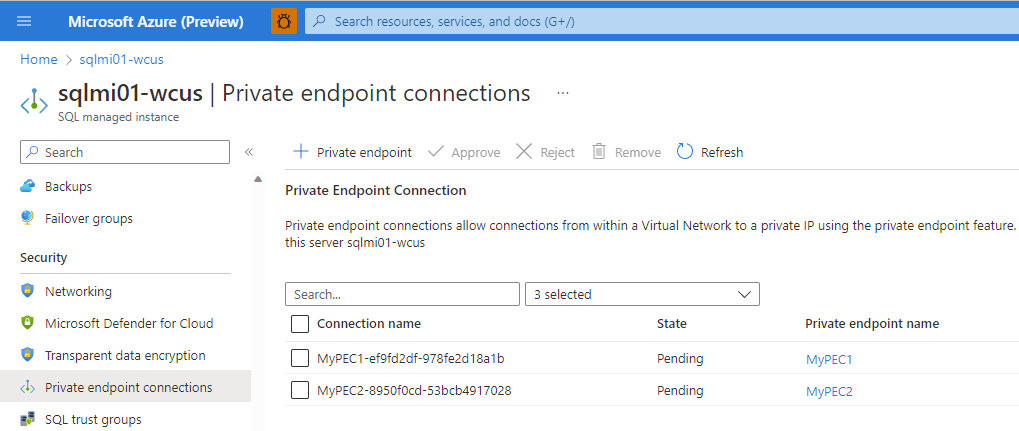 Microsoft Azure (Preview)
Search resources, services, and docs (G+/)
Home > sqlmi01-wcus
sqlmi01-wcus | Private endpoint connections ...
SQL managed instance
Search
«
Backups
Failover groups
Security
Networking
Microsoft Defender for Cloud
Transparent data encryption
Private endpoint connections
SQL trust groups
+ Private endpoint Approve Reject Remove Refresh
Private Endpoint Connection
Private endpoint connections allow connections from within a Virtual Network to a private IP using the private endpoint feature.
this server sqlmi01-wcus
Search... 3 selected
Connection name State Private endpoint name
MyPEC1-ef9fd2df-978fe2d18a1b Pending MyPEC1
MyPEC2-8950f0cd-53bcb4917028 Pending MyPEC2